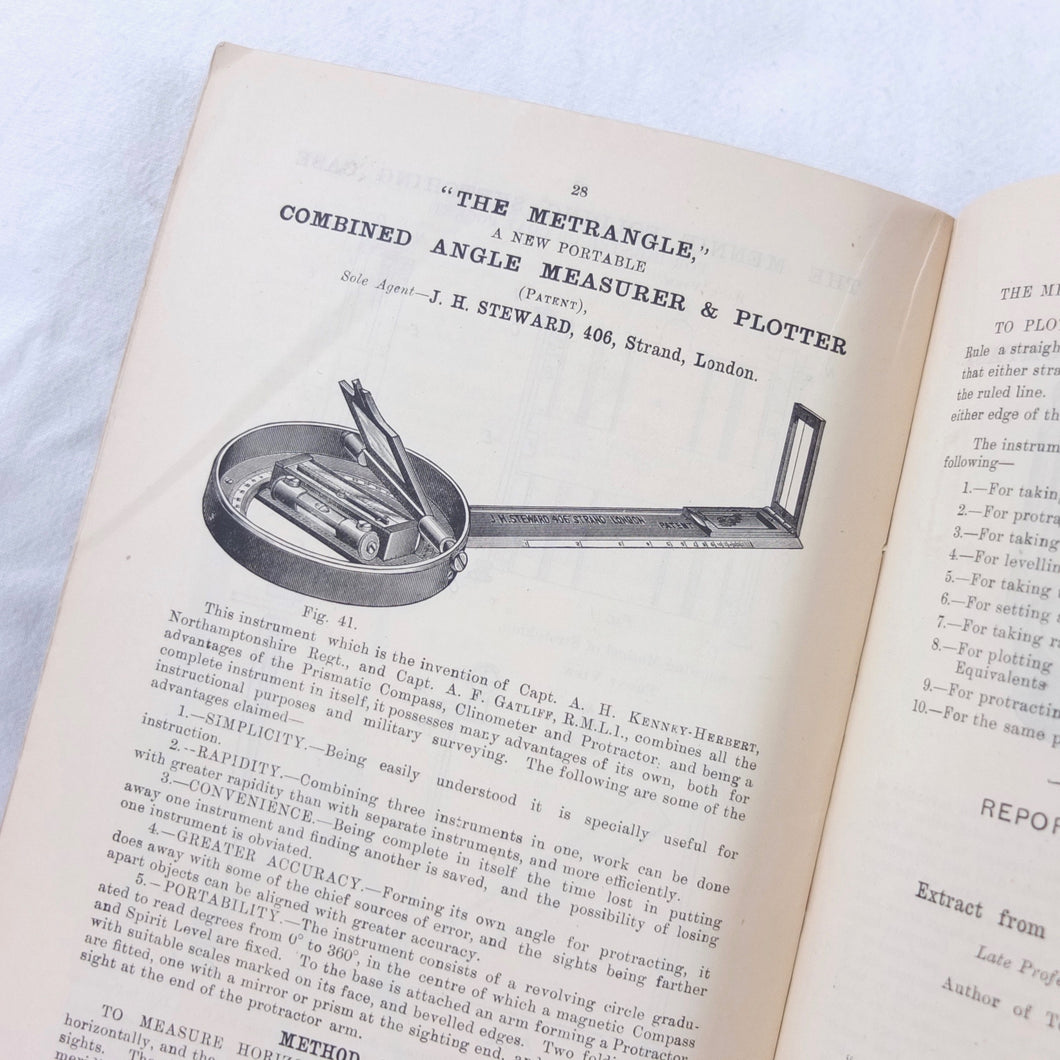 28
"THE METRANGLE,"
A NEW PORTABLE
COMBINED ANGLE MEASURER & PLOTTER
(PATENT),
Sole Agent—J. H. STEWARD, 406, Strand, London.
J.H.STEWARD 406 STRAND LONDON PATENT
Fig. 41.
This instrument which is the invention of Capt. A. H. KENNEY-HERBERT,
Northamptonshire Regt., and Capt. A. F. GATLIFF, R.M.L.I., combines all the
advantages of the Prismatic Compass, Clinometer and Protractor; and being a
complete instrument in itself, it possesses many advantages of its own, both for
instructional purposes and military surveying. The following are some of the
advantages claimed—
1.—SIMPLICITY.—Being easily understood it is specially useful for
instruction.
2.--RAPIDITY.—Combining three instruments in one, work can be done
with greater rapidity than with separate instruments, and more efficiently.
3.—CONVENIENCE.—Being complete in itself the time lost in putting
away one instrument and finding another is saved, and the possibility of losing
one instrument is obviated.
4.—GREATER ACCURACY.—Forming its own angle for protracting, it
does away with some of the chief sources of error, and the sights being farther
apart objects can be aligned with greater accuracy.
5.—PORTABILITY.—The instrument consists of a revolving circle gradu-
ated to read degrees from 0° to 360°, in the centre of which a magnetic Compass
and Spirit Level are fixed. To the base is attached an arm forming a Protractor
with suitable scales marked on its face, and bevelled edges. Two folding
are fitted, one with a mirror or prism at the sighting end, and
sight at the end of the protractor arm.
METHOD
TO MEASURE HORIZ
horizontally, and the
sights. The
THE ME
TO PLO
Rule a straigh
that either stra
the ruled line.
either edge of th
The instrum
following—
1.—For takin
2.—For protra
3.—For taking
4.—For levellin
5.—For taking
6.—For setting
7.—For taking ra
8.—For plotting
Equivalents
9.—For protractin
10.—For the same p
REPOR
Extract from
Late Profe
Author of T